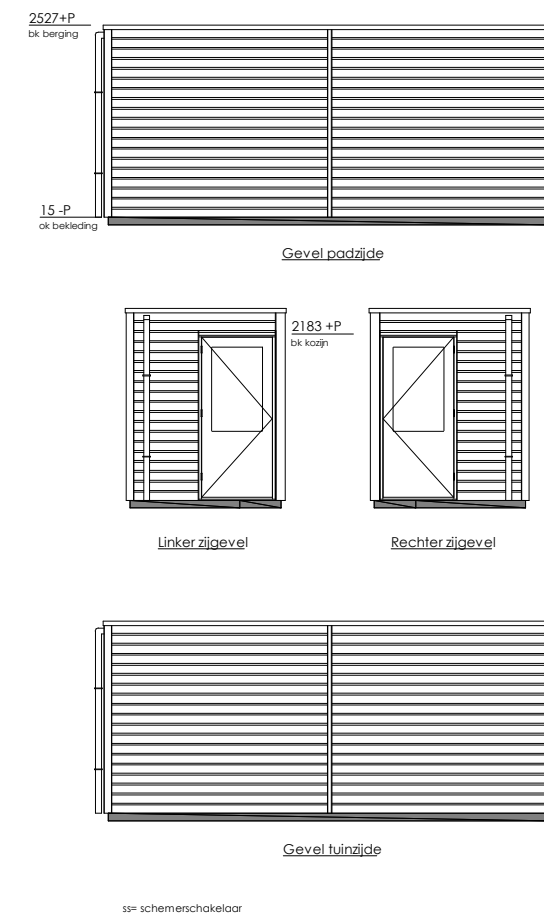 2527+P
bk berging
15 -P
ok bekleding
Gevel padzijde
2183 +P
bk kozijn
Linker zijgevel
Rechter zijgevel
Gevel tuinzijde
ss= schemerschakelaar